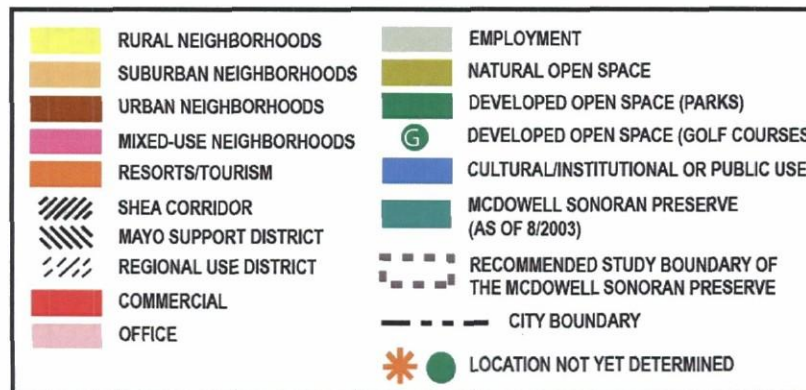 RURAL NEIGHBORHOODS
SUBURBAN NEIGHBORHOODS
URBAN NEIGHBORHOODS
MIXED-USE NEIGHBORHOODS
RESORTS/TOURISM
SHEA CORRIDOR
MAYO SUPPORT DISTRICT
REGIONAL USE DISTRICT
COMMERCIAL
OFFICE
EMPLOYMENT
NATURAL OPEN SPACE
DEVELOPED OPEN SPACE (PARKS)
G DEVELOPED OPEN SPACE (GOLF COURSES
CULTURAL/INSTITUTIONAL OR PUBLIC USE
MCDOWELL SONORAN PRESERVE
(AS OF 8/2003)
RECOMMENDED STUDY BOUNDARY OF
THE MCDOWELL SONORAN PRESERVE
CITY BOUNDARY
LOCATION NOT YET DETERMINED